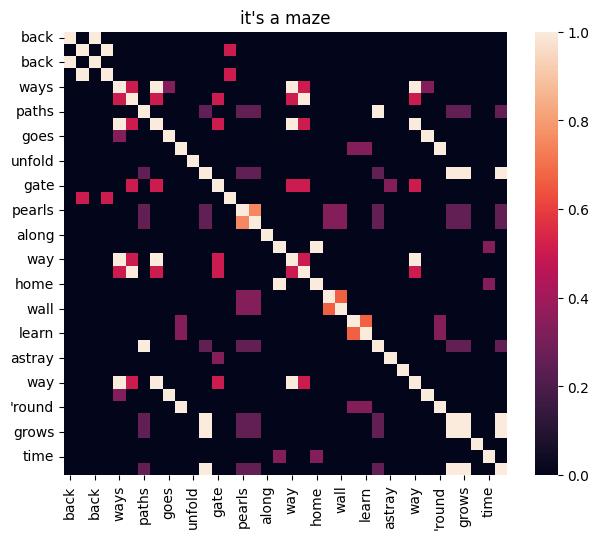 it's a maze
back
back
ways
paths
goes
unfold
gate
pearls
along
way
home
wall
learn
astray
way
'round
grows
time
1.0
0.8
0.6
0.4
0.2
0.0
back
back
ways
paths
goes
unfold
gate
pearls
along
way
home
wall
learn
astray
way
'round
grows
time